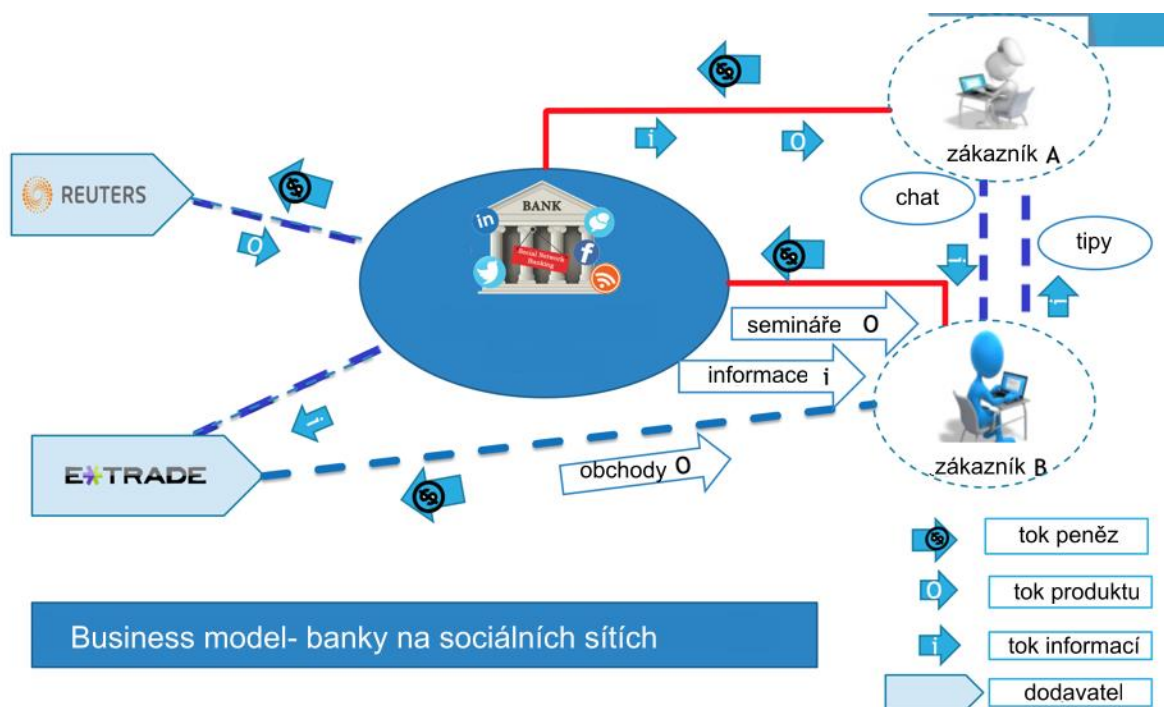 zákazník A
REUTERS
i
O
BANK
in
f
Social Network
Banking
O
chat
tipy
i
i
semináře O
informace i
i
E*TRADE
obchody O
zákazník B
tok peněz
O
tok produktu
i
tok informací
dodavatel
Business model- banky na sociálních sítích